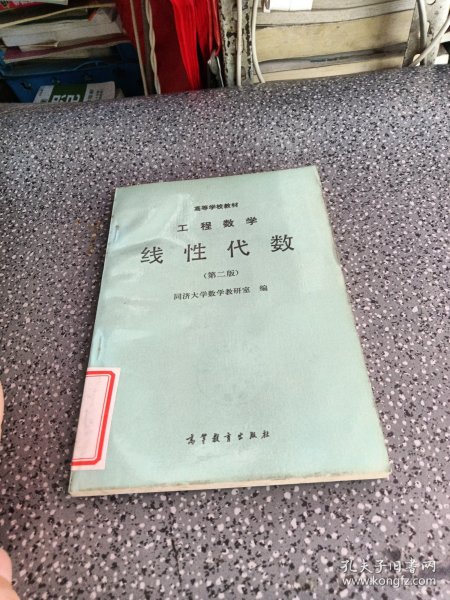 高等学校教材
工程数学
线性代数
(第二版)
同济大学数学教研室 编
高等教育出版社
孔夫子旧书网
www.kongfz.com